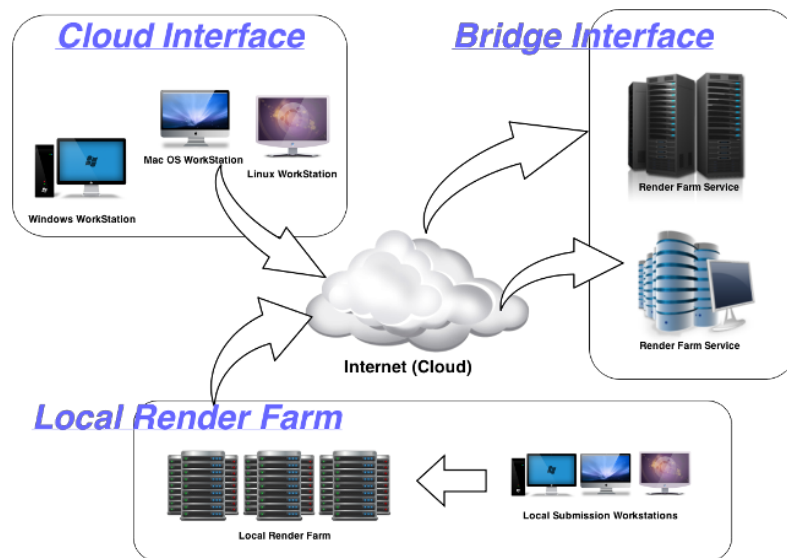 Cloud Interface
Bridge Interface
Mac OS WorkStation
Linux WorkStation
Windows WorkStation
Render Farm Service
Render Farm Service
Internet (Cloud)
Local Render Farm
Local Render Farm
Local Submission Workstations